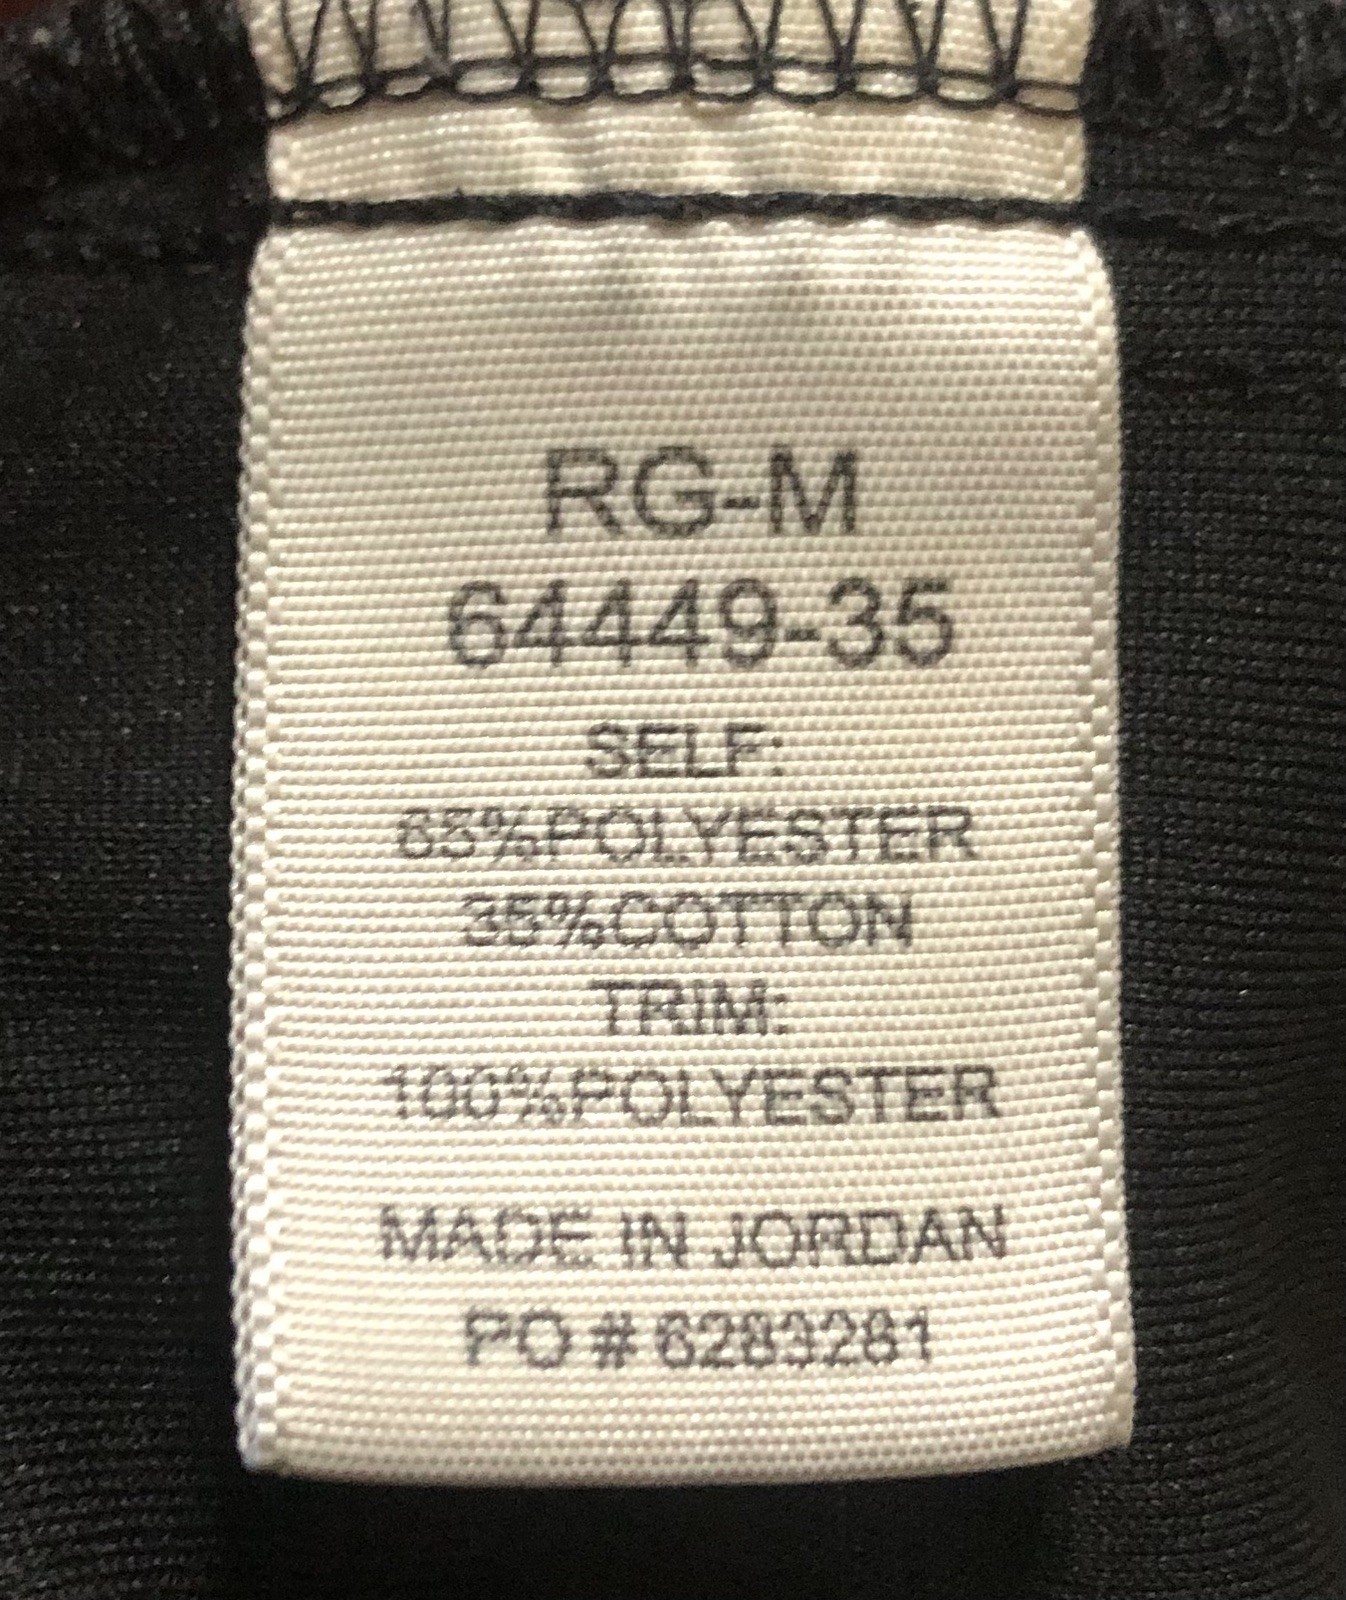 RG-M
64449-35
SELF:
65%POLYESTER
35%COTTON
TRIM:
100%POLYESTER
MADE IN JORDAN
PO # 6283281